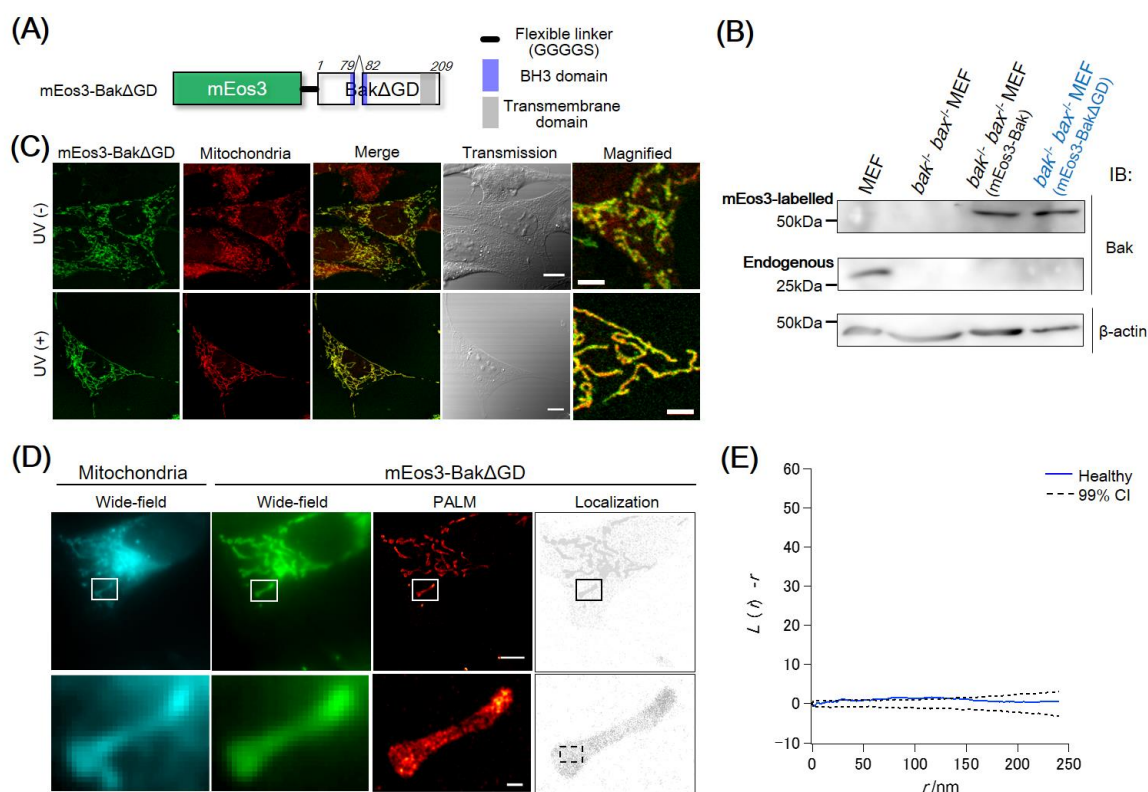 (A)
mEos3-BakΔGD
mEos3
1
79
82
209
BakΔGD
Flexible linker
(GGGGS)
BH3 domain
Transmembrane
domain
(B)
MEF
bak-/- bax-/- MEF
bak-/- bax-/- MEF
(mEos3-Bak)
bak-/- bax-/- MEF
(mEos3-BakΔGD)
IB:
mEos3-labelled
50kDa
Endogenous
25kDa
Bak
50kDa
β-actin
(C)
mEos3-BakΔGD Mitochondria Merge Transmission Magnified
UV (-)
UV (+)
(D)
Mitochondria mEos3-BakΔGD
Wide-field Wide-field PALM Localization
(E)
Healthy
99% CI
60
50
40
30
20
10
0
-10
L (r) -r
0 50 100 150 200 250
r/nm